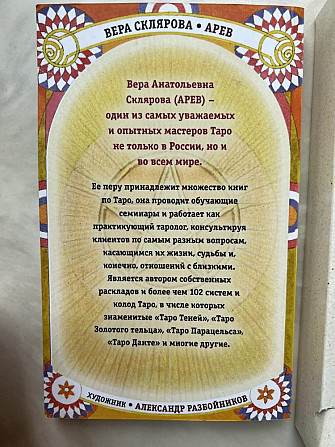 ВЕРА СКЛЯРОВА • АРЕВ
Вера Анатольевна
Склярова (АРЕВ) –
один из самых уважаемых
и опытных мастеров Таро
не только в России, но и
во всем мире.
Ее перу принадлежит множество книг
по Таро, она проводит обучающие
семинары и работает как
практикующий таролог, консультируя
клиентов по самым разным вопросам,
касающимся их жизни, судьбы и,
конечно, отношений с близкими.
Является автором собственных
раскладов и более чем 102 систем и
колод Таро, в числе которых
знаменитые «Таро Теней», «Таро
Золотого тельца», «Таро Парацельса»,
«Таро Данте» и многие другие.
ХУДОЖНИК • АЛЕКСАНДР РАЗБОЙНИКОВ